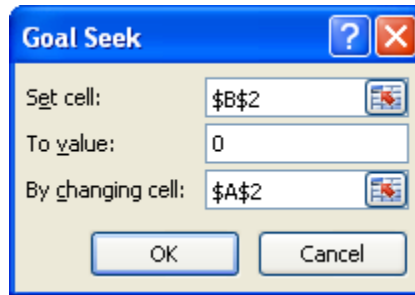 Goal Seek
Set cell: $B$2
To value: 0
By changing cell: $A$2
OK Cancel